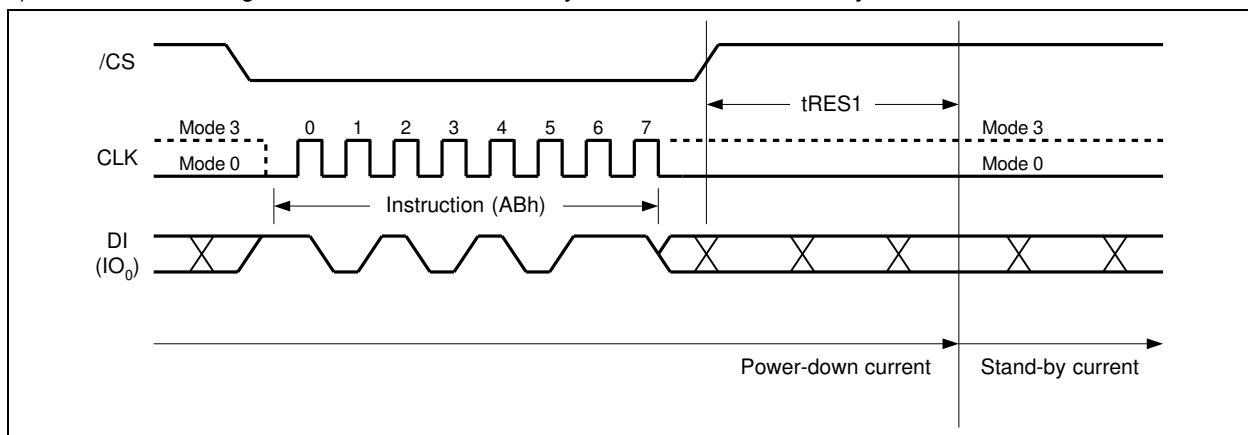 /CS
tRES1
Mode 3 0 1 2 3 4 5 6 7 Mode 3
CLK
Mode 0 Mode 0
Instruction (ABh)
DI
(IO0)
Power-down current Stand-by current